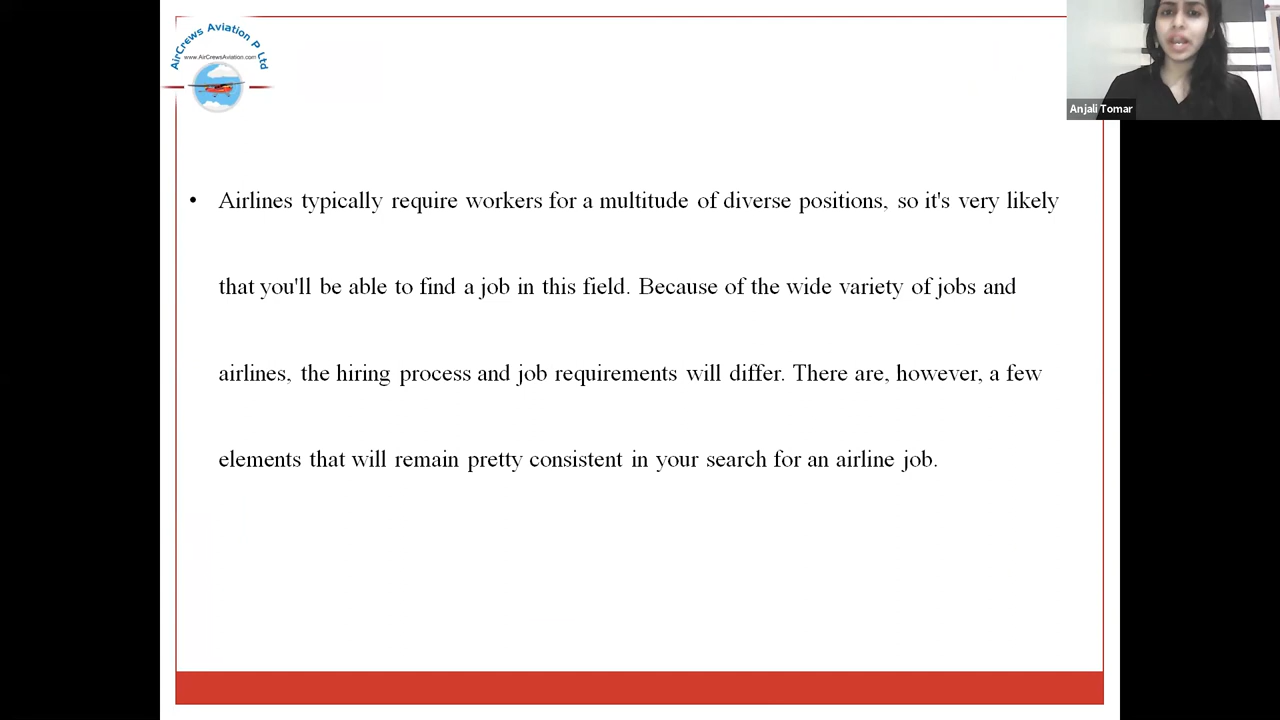 AirCrews Aviation P Ltd
www.AirCrewsAviation.com
Anjali Tomar
• Airlines typically require workers for a multitude of diverse positions, so it's very likely
that you'll be able to find a job in this field. Because of the wide variety of jobs and
airlines, the hiring process and job requirements will differ. There are, however, a few
elements that will remain pretty consistent in your search for an airline job.